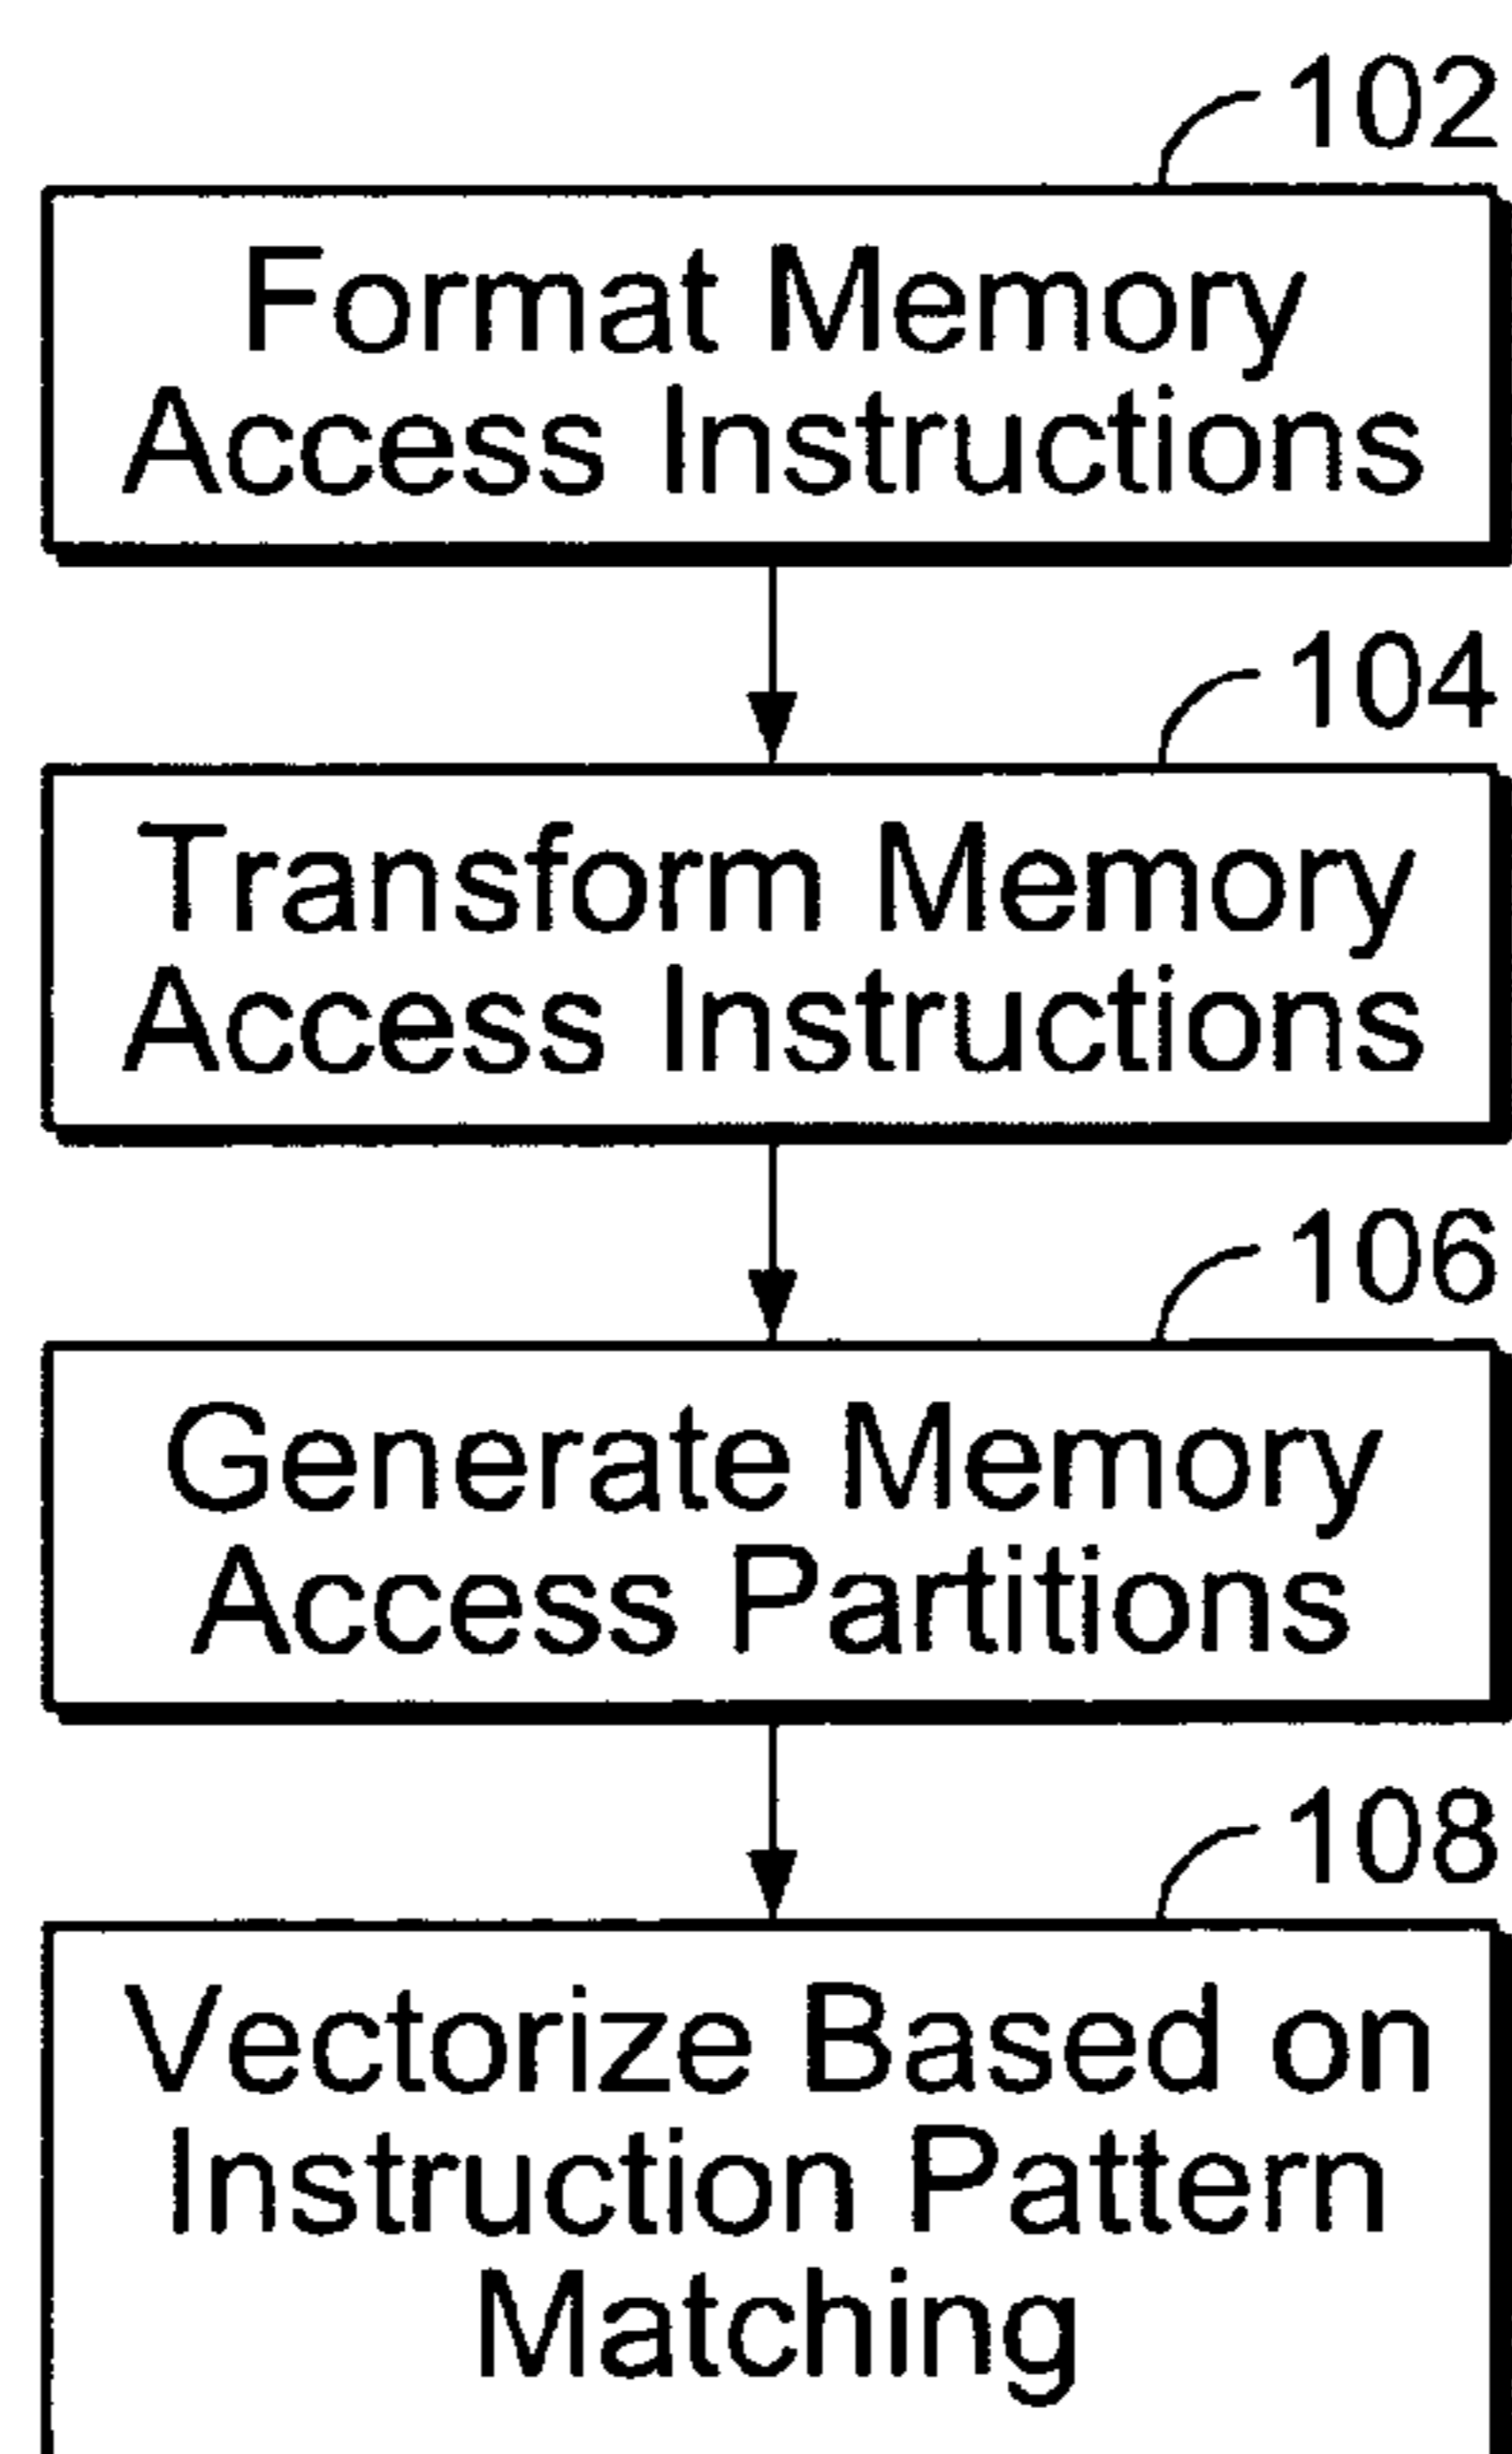 102
Format Memory
Access Instructions
104
Transform Memory
Access Instructions
106
Generate Memory
Access Partitions
108
Vectorize Based on
Instruction Pattern
Matching